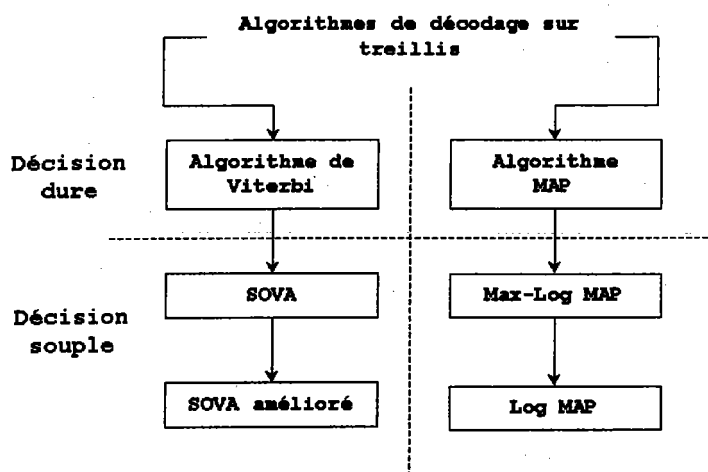 Algorithmes de décodage sur
treillis
Décision
dure
Algorithme de
Viterbi
Algorithme
MAP
Décision
souple
SOVA
Max-Log MAP
SOVA amélioré
Log MAP